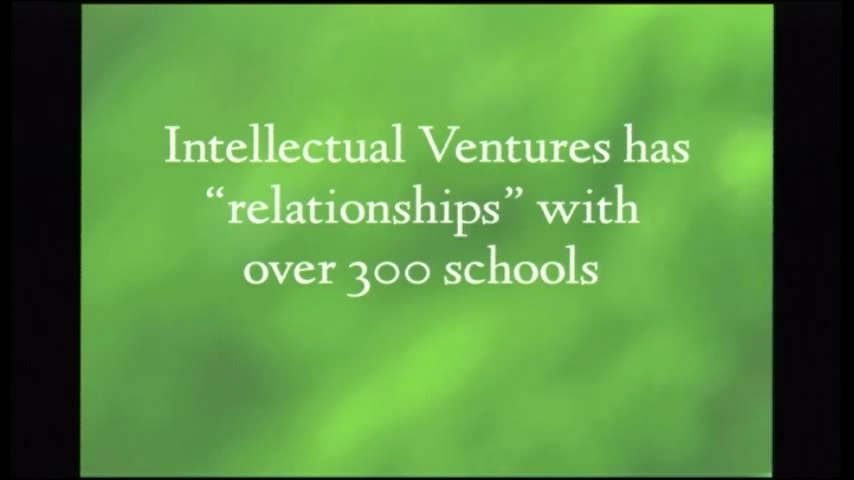 Intellectual Ventures has
“relationships” with
over 300 schools